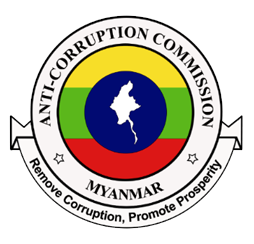 ANTI-CORRUPTION COMMISSION
MYANMAR
Remove Corruption, Promote Prosperity